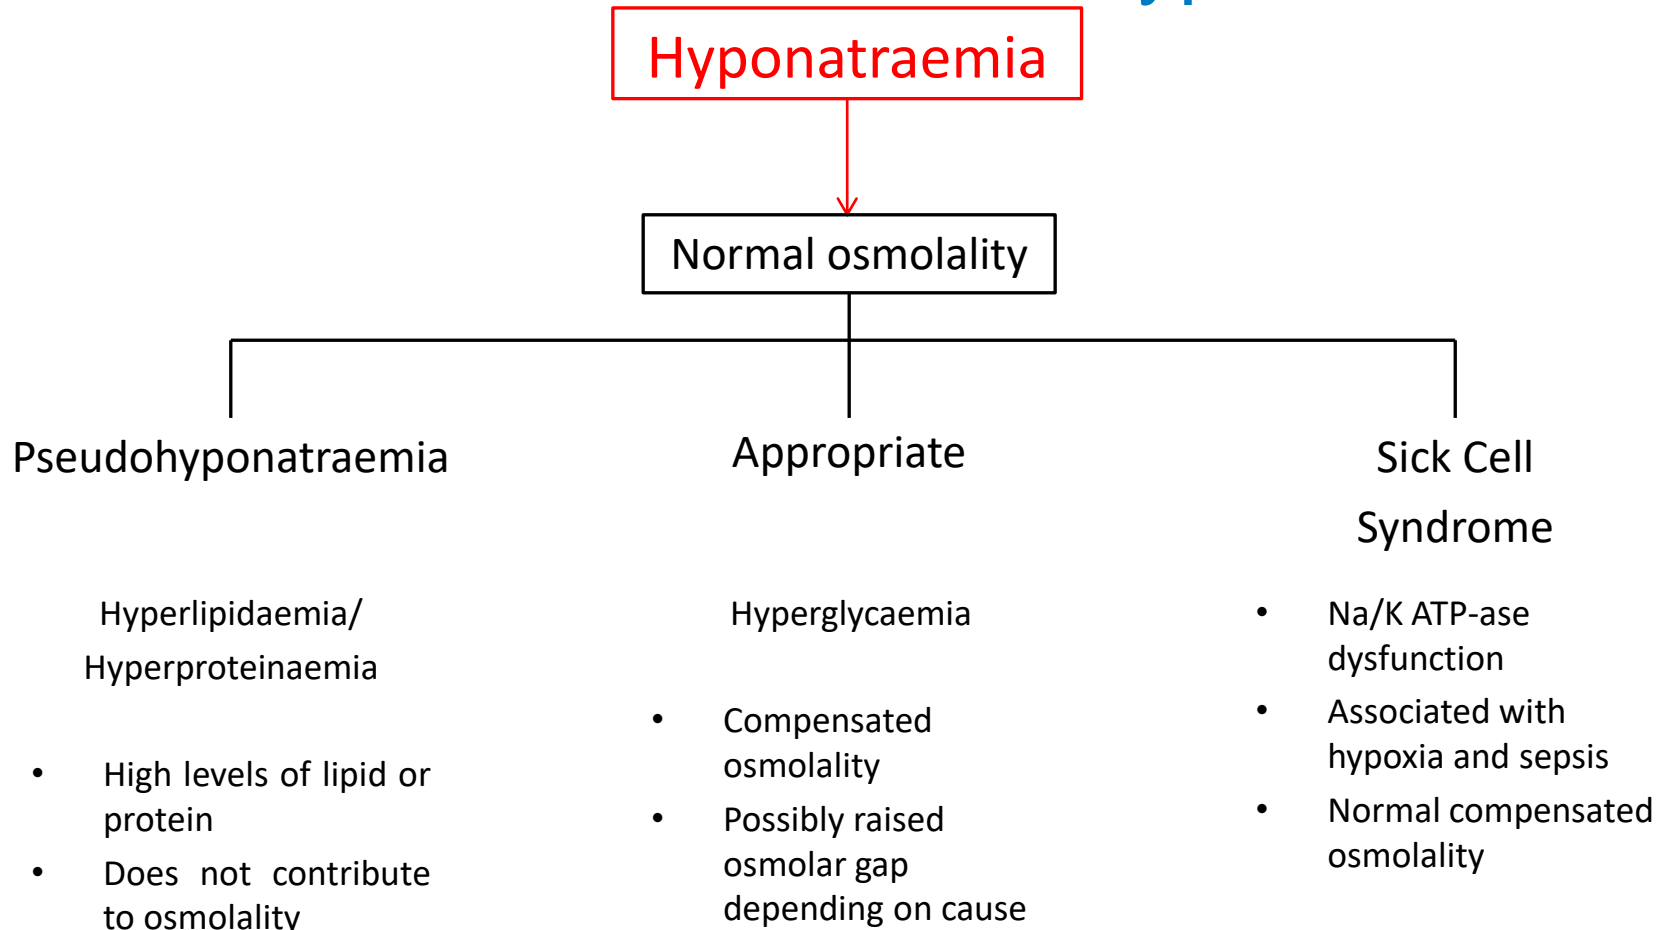 Hyponatraemia
Normal osmolality
Pseudohyponatraemia
Hyperlipidaemia/
Hyperproteinaemia
• High levels of lipid or
protein
• Does not contribute
to osmolality
Appropriate
Hyperglycaemia
• Compensated
osmolality
• Possibly raised
osmolar gap
depending on cause
Sick Cell
Syndrome
• Na/K ATP-ase
dysfunction
• Associated with
hypoxia and sepsis
• Normal compensated
osmolality